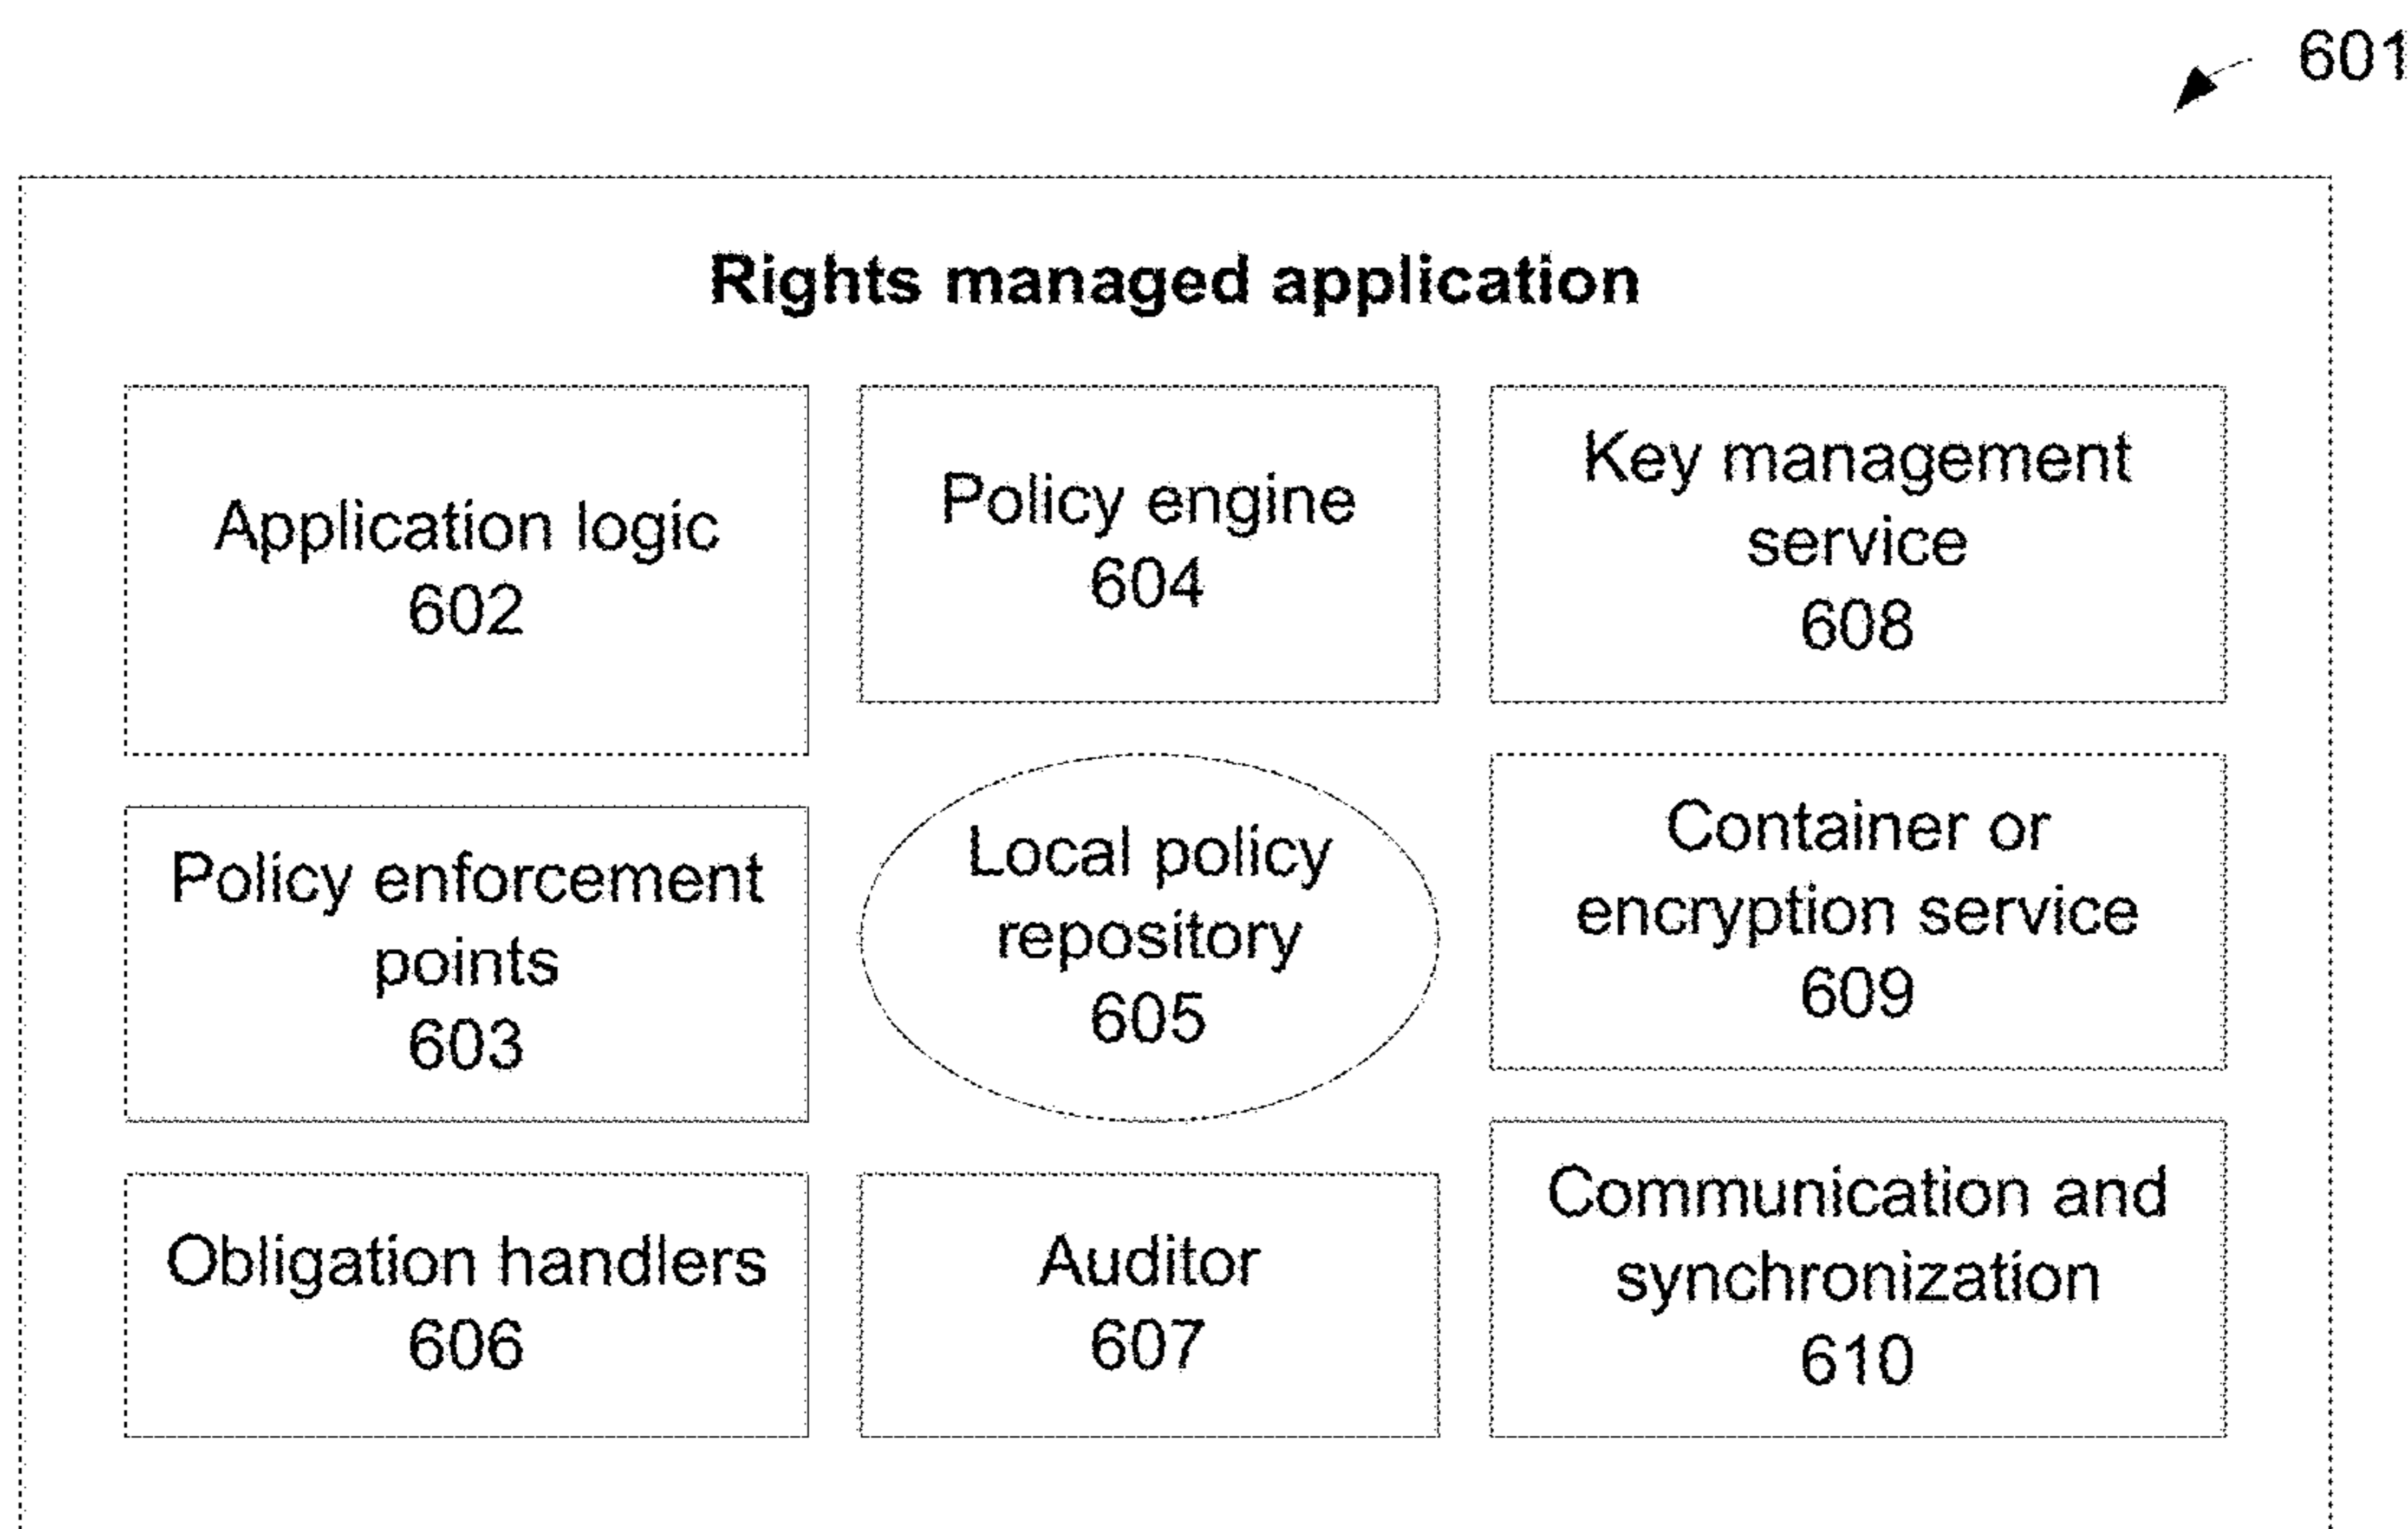 601
Rights managed application
Application logic
602
Policy engine
604
Key management
service
608
Policy enforcement
points
603
Local policy
repository
605
Container or
encryption service
609
Obligation handlers
606
Auditor
607
Communication and
synchronization
610